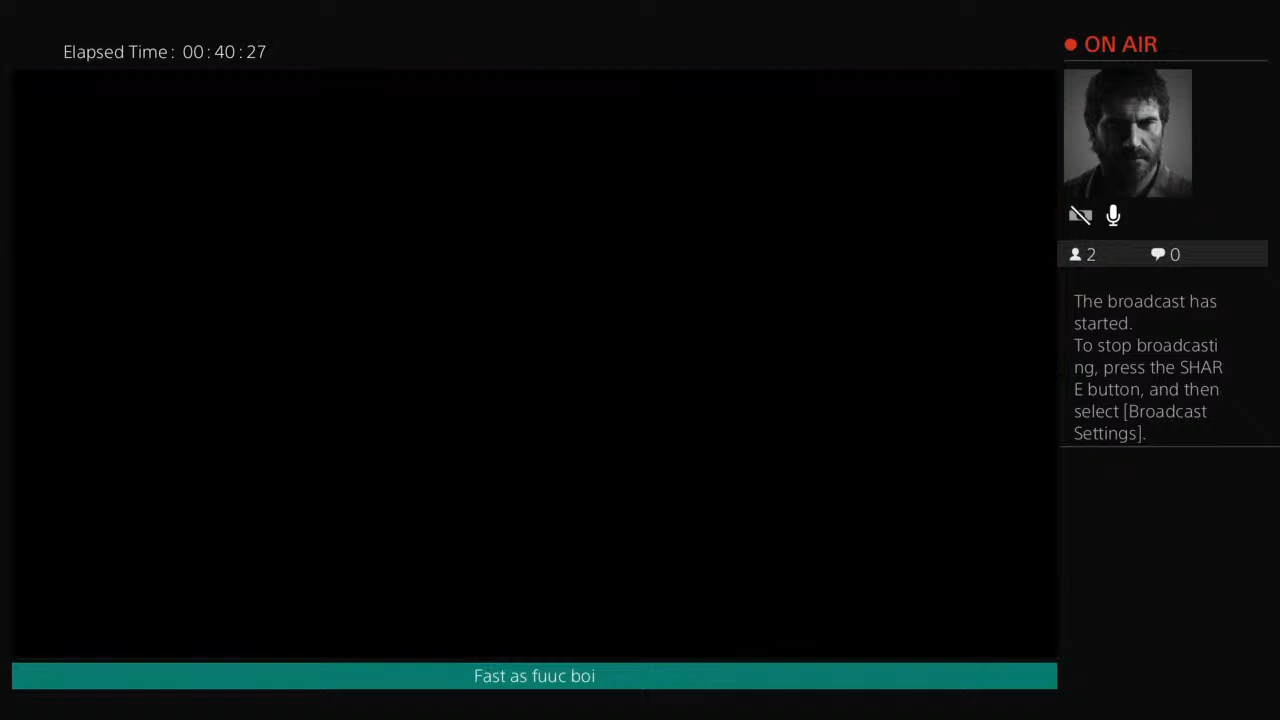 Elapsed Time: 00:40:27
ON AIR
2 0
The broadcast has
started.
To stop broadcasti
ng, press the SHAR
E button, and then
select [Broadcast
Settings].
Fast as fuuc boi